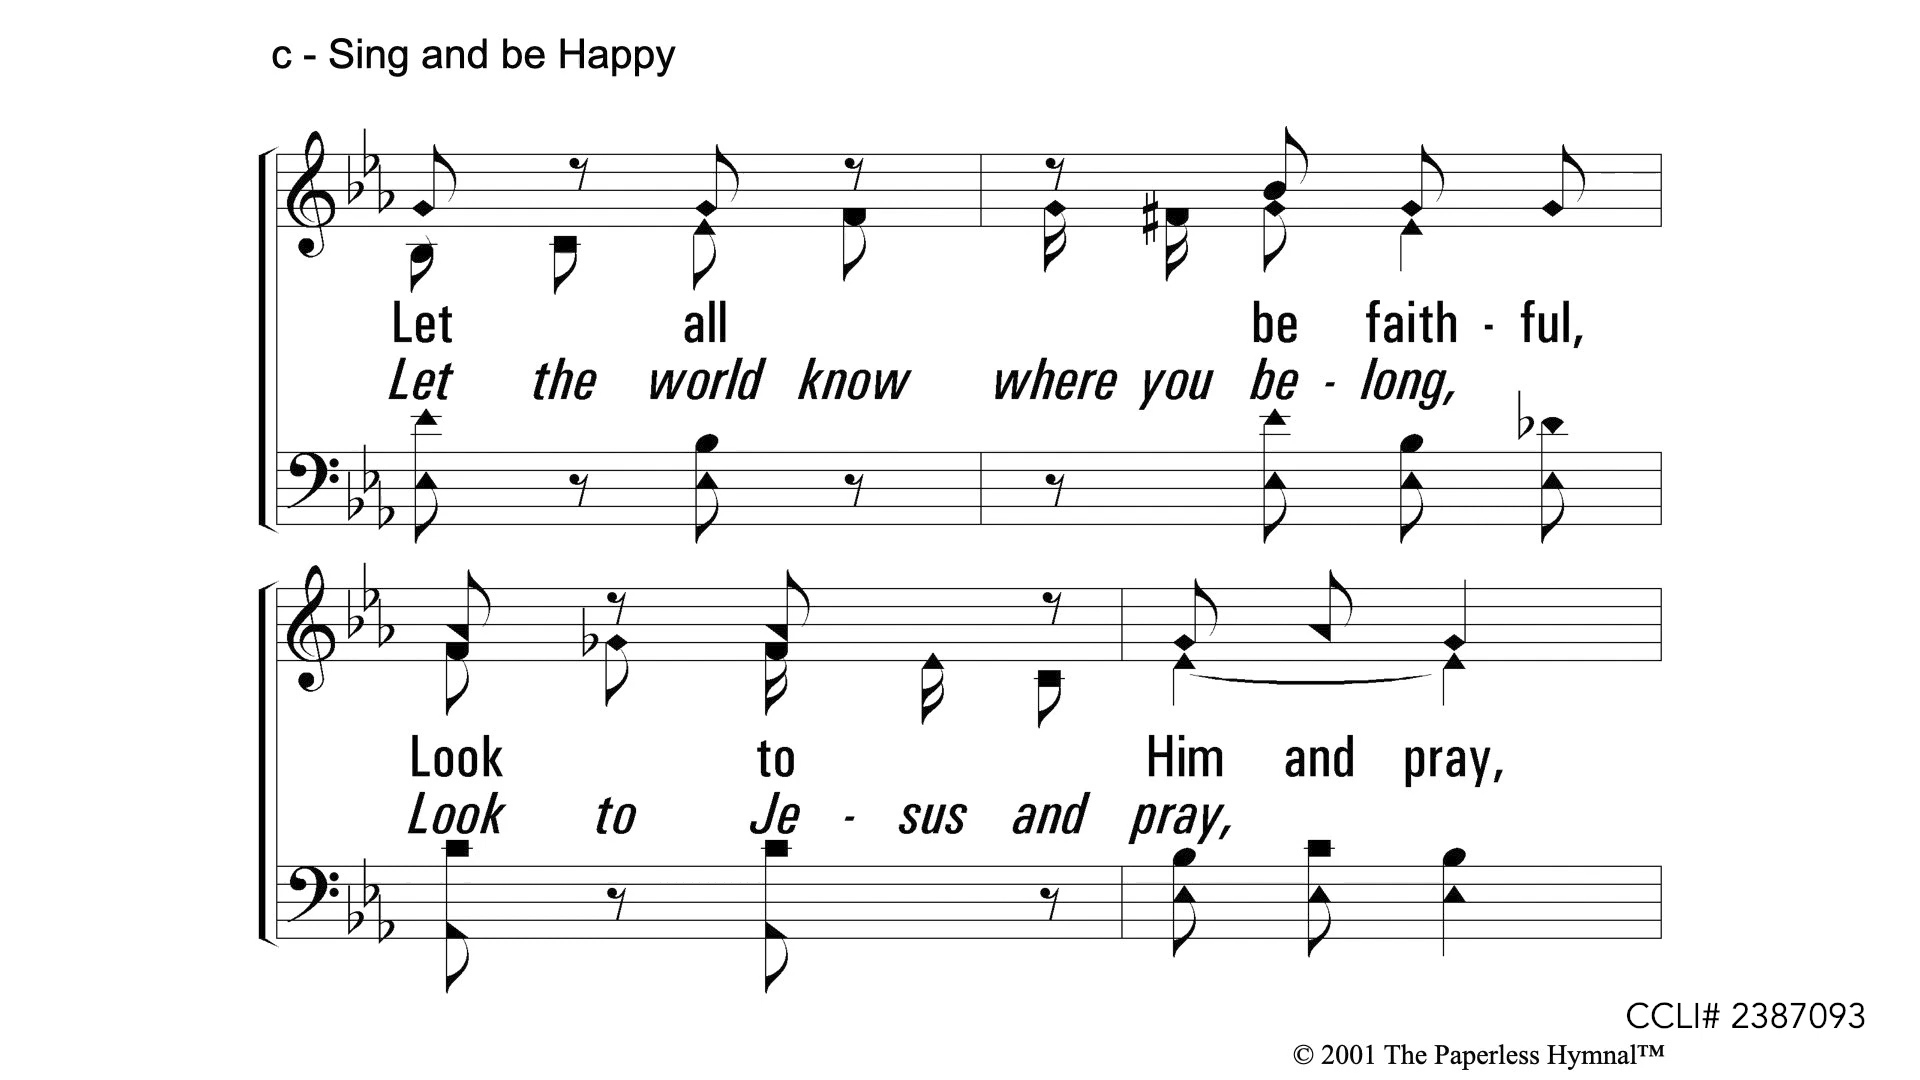 c - Sing and be Happy
Let all be faith - ful,
Let the world know where you be - long,
Look to Him and pray,
Look to Je - sus and pray,
CCLI# 2387093
© 2001 The Paperless Hymnal™